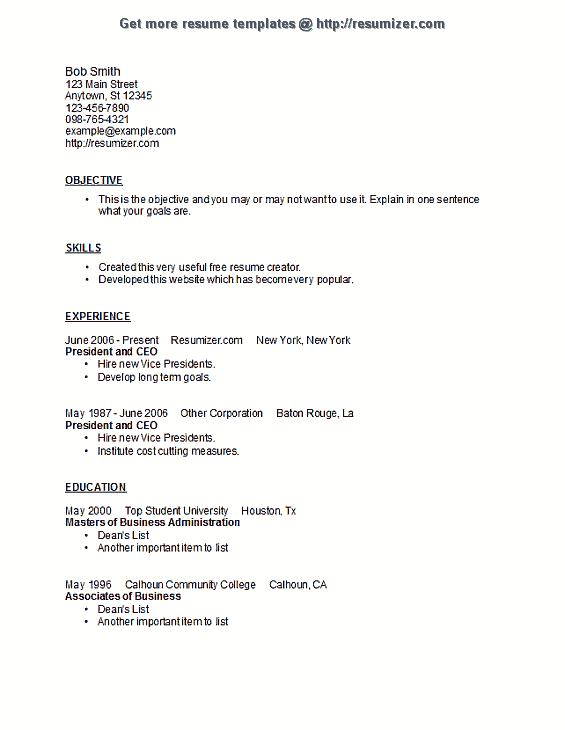 Get more resume templates @ http://resumizer.com
Bob Smith
123 Main Street
Anytown, St 12345
123-456-7890
098-765-4321
example@example.com
http://resumizer.com
OBJECTIVE
• This is the objective and you may or may not want to use it. Explain in one sentence
what your goals are.
SKILLS
• Created this very useful free resume creator.
• Developed this website which has become very popular.
EXPERIENCE
June 2006 - Present Resumizer.com New York, New York
President and CEO
• Hire new Vice Presidents.
• Develop long term goals.
May 1987 - June 2006 Other Corporation Baton Rouge, La
President and CEO
• Hire new Vice Presidents.
• Institute cost cutting measures.
EDUCATION
May 2000 Top Student University Houston, Tx
Masters of Business Administration
• Dean's List
• Another important item to list
May 1996 Calhoun Community College Calhoun, CA
Associates of Business
• Dean's List
• Another important item to list